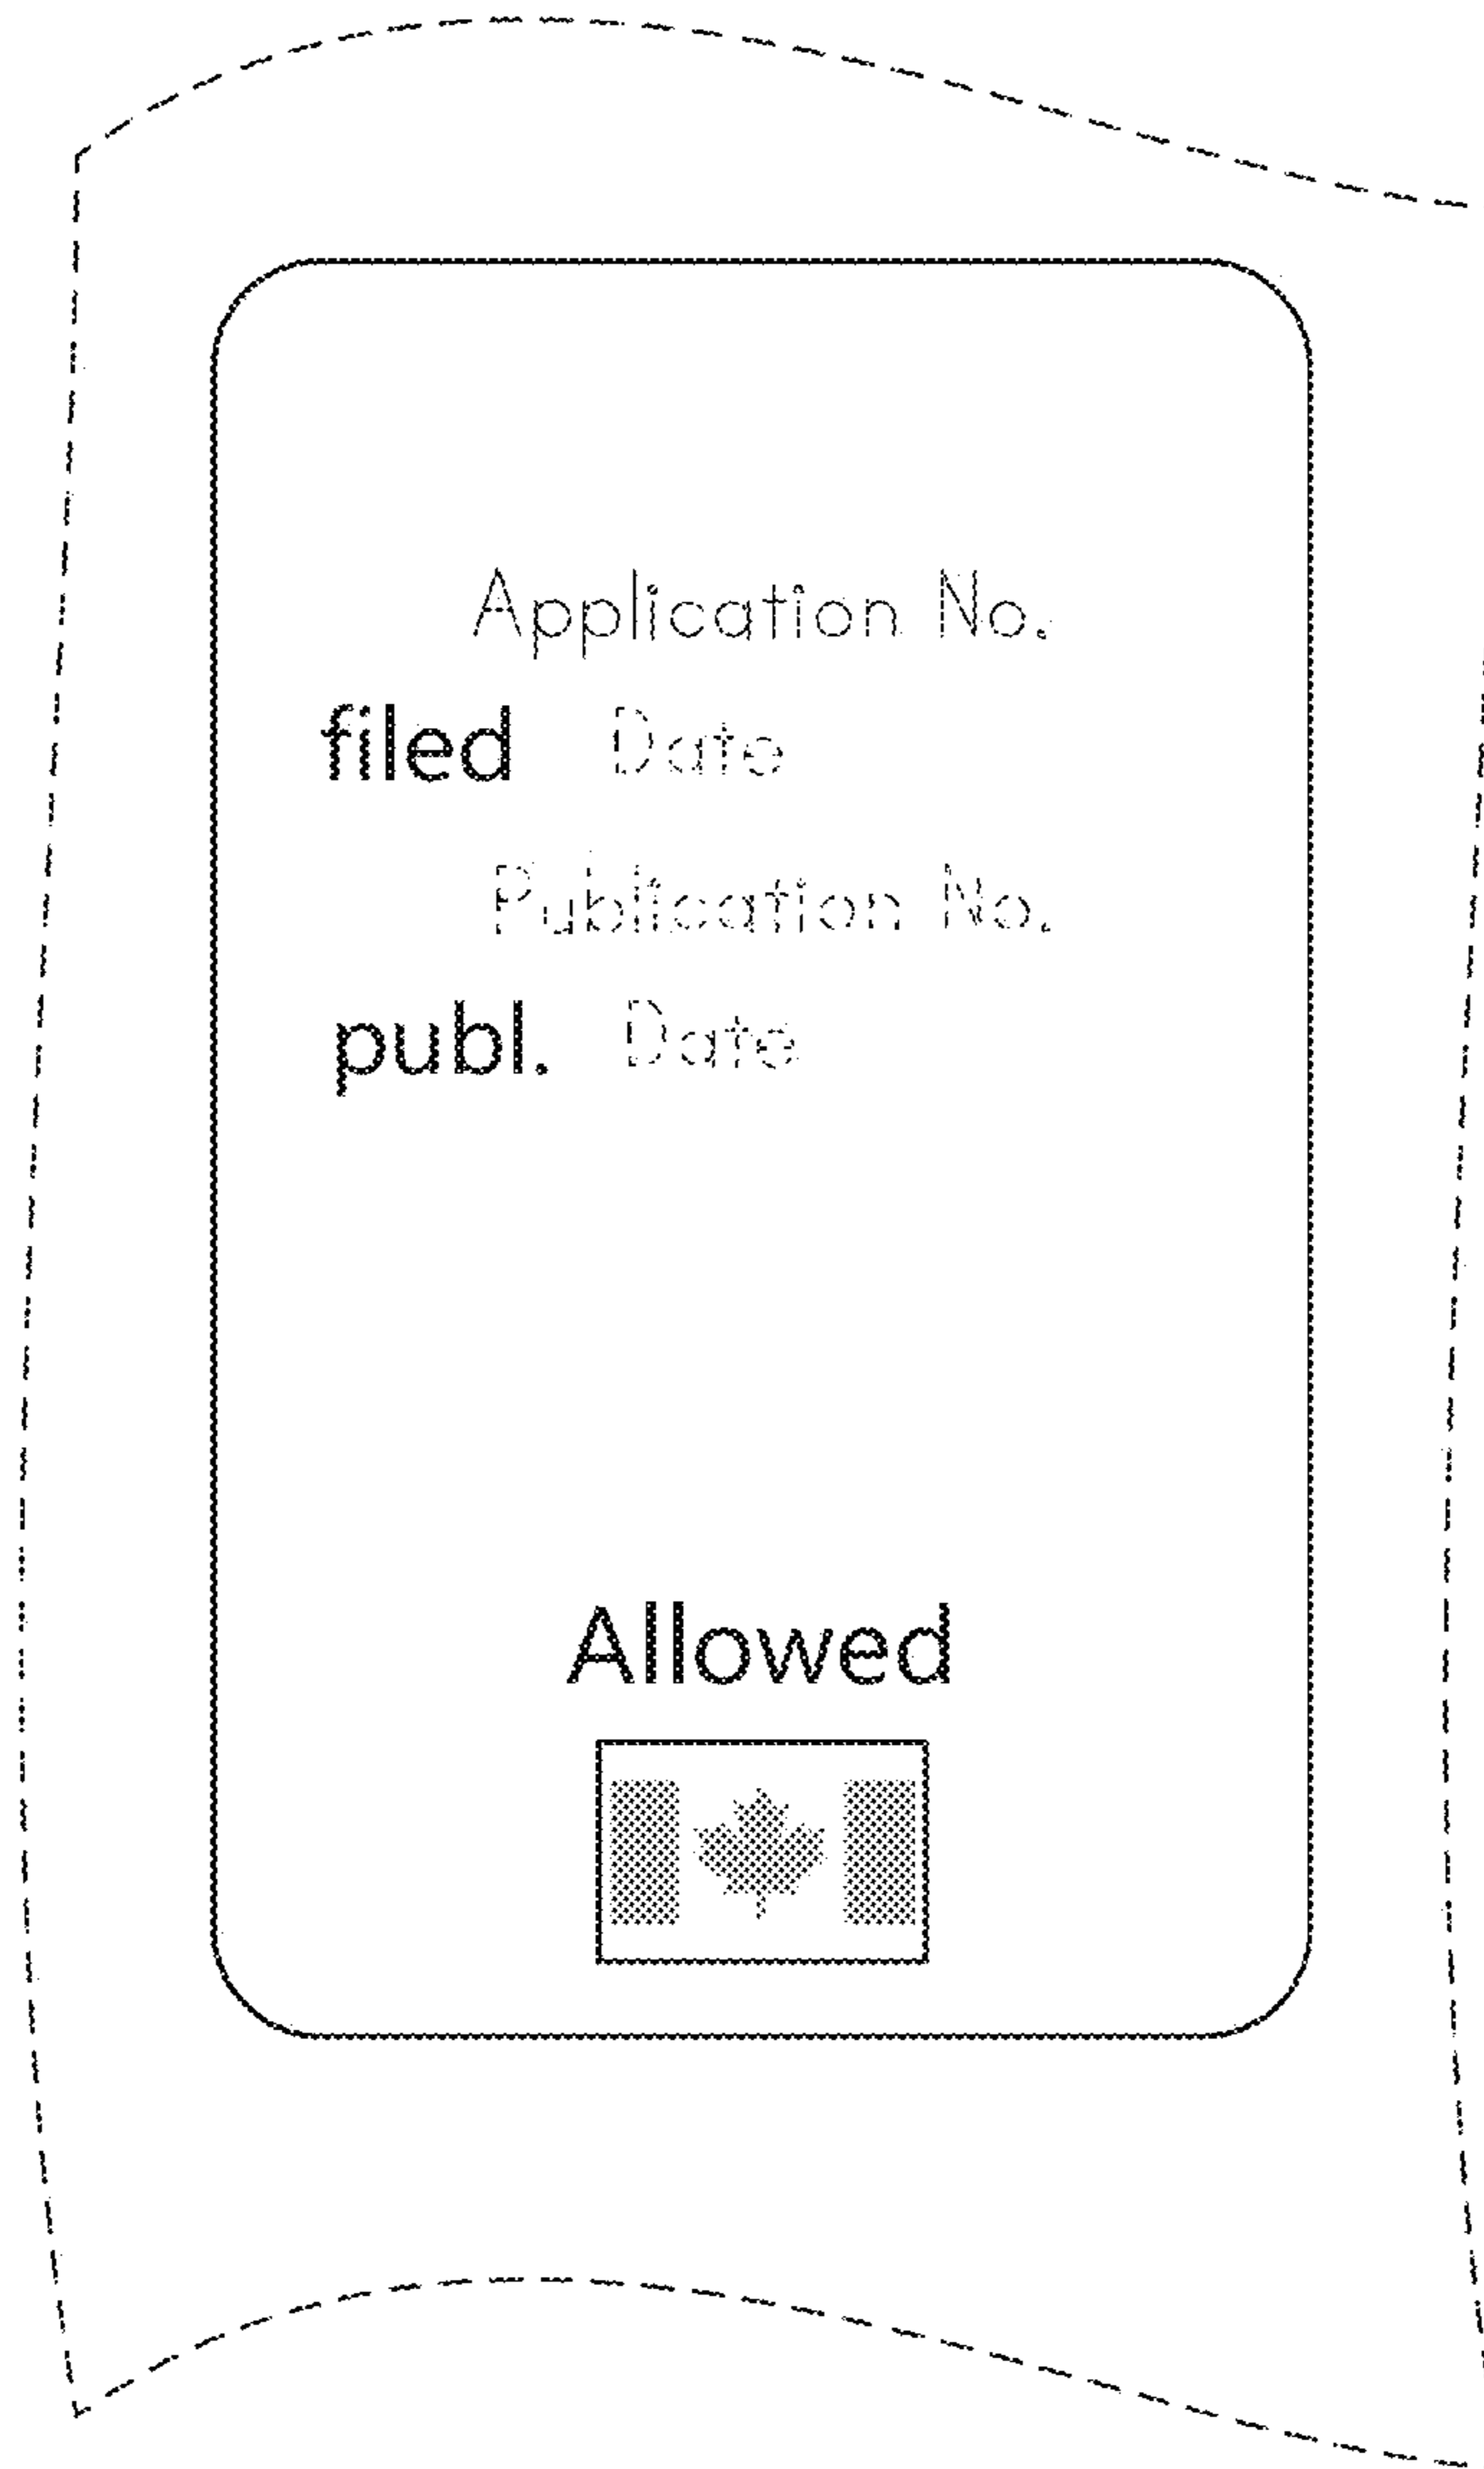 Application No.
filed Date
Publication No.
publ. Date
Allowed